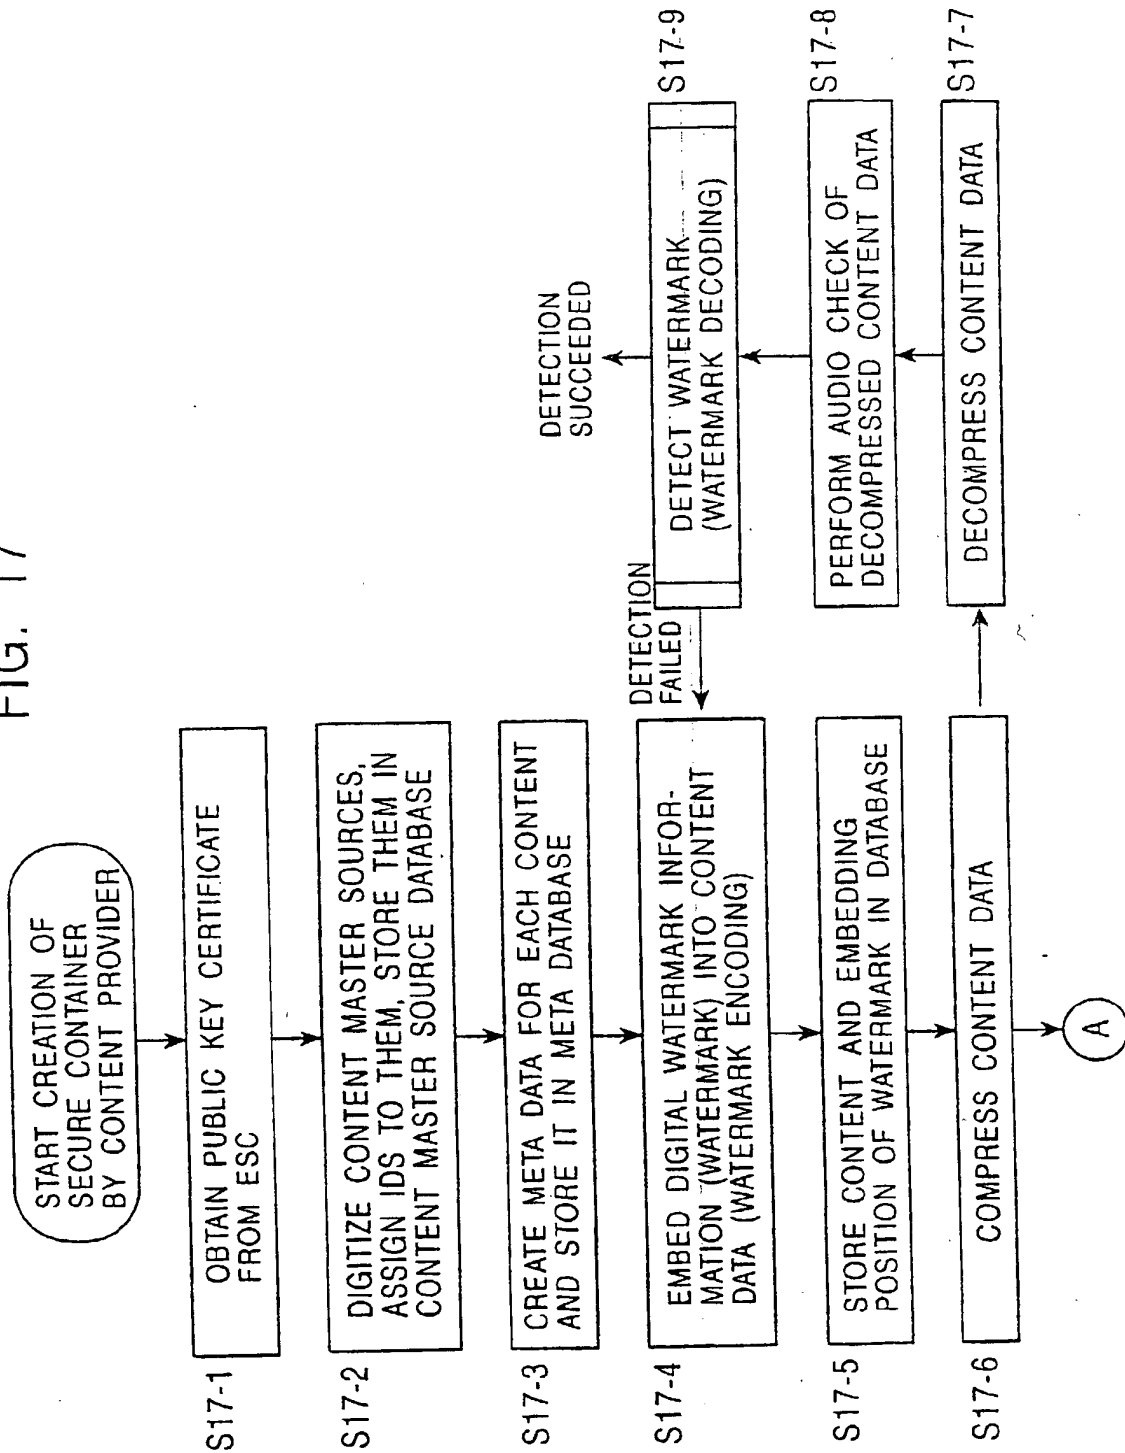 FIG. 17
START CREATION OF
SECURE CONTAINER
BY CONTENT PROVIDER
S17-1
OBTAIN PUBLIC KEY CERTIFICATE
FROM ESC
S17-2
DIGITIZE CONTENT MASTER SOURCES,
ASSIGN IDS TO THEM, STORE THEM IN
CONTENT MASTER SOURCE DATABASE
S17-3
CREATE META DATA FOR EACH CONTENT
AND STORE IT IN META DATABASE
S17-4
EMBED DIGITAL WATERMARK INFOR-
MATION (WATERMARK) INTO CONTENT
DATA (WATERMARK ENCODING)
S17-5
STORE CONTENT AND EMBEDDING
POSITION OF WATERMARK IN DATABASE
S17-6
COMPRESS CONTENT DATA
A
DECOMPRESS CONTENT DATA
S17-7
PERFORM AUDIO CHECK OF
DECOMPRESSED CONTENT DATA
S17-8
DETECT WATERMARK
(WATERMARK DECODING)
S17-9
DETECTION
FAILED
DETECTION
SUCCEEDED